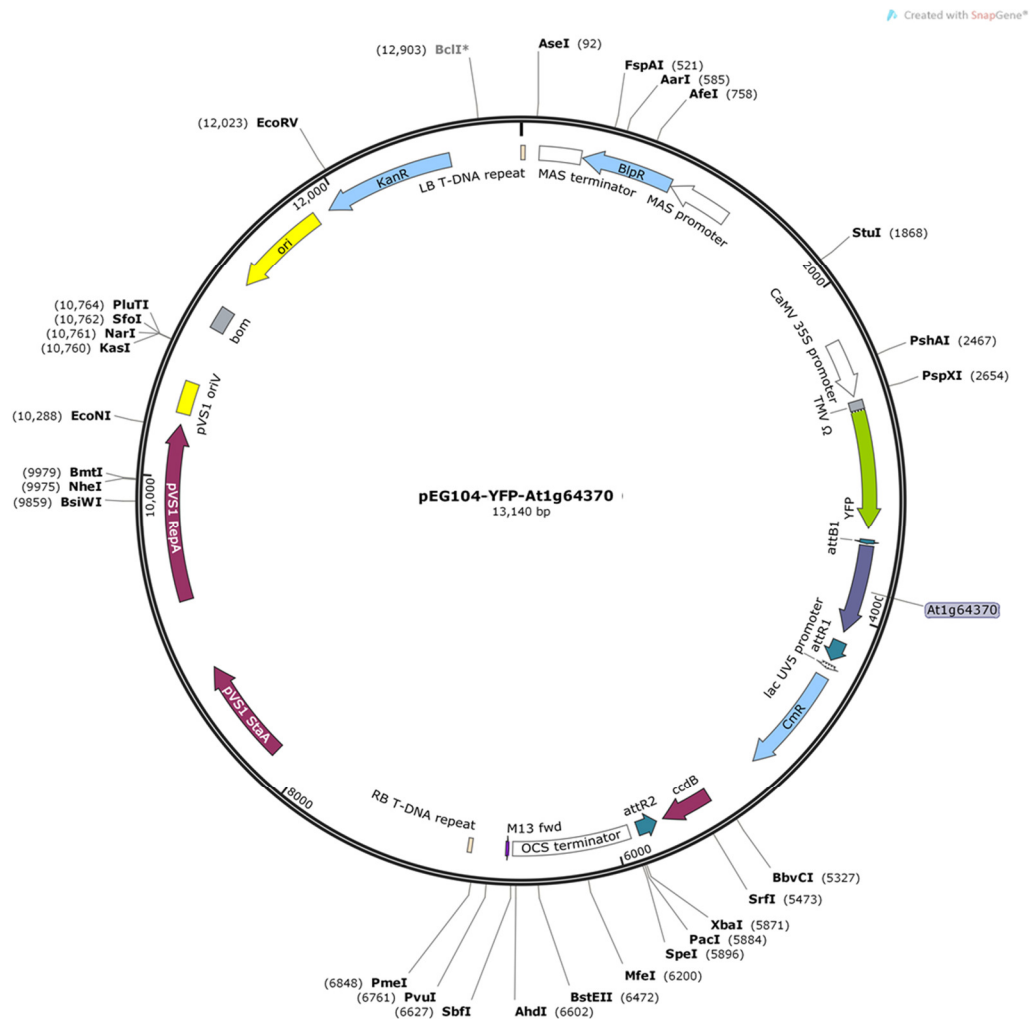 Created with SnapGene®
(12,903) BclI*
AseI (92)
FspAI (521)
AarI (585)
AfeI (758)
(12,023) EcoRV
LB T-DNA repeat
MAS terminator
BlpR
MAS promoter
KanR
12,000
ori
StuI (1868)
2000
CaMV 35S promoter
(10,764) PluTI
(10,762) SfoI
(10,761) NarI
(10,760) KasI
bom
PshAI (2467)
PspXI (2654)
TMV Ω
pVS1 oriV
(10,288) EcoNI
(9979) BmtI
(9975) NheI
(9859) BsiWI
10,000
pVS1 RepA
pEG104-YFP-At1g64370
13,140 bp
YFP
attB1
At1g64370
4000
attR1
lac UV5 promoter
CmR
pVS1 StaA
8000
ccdB
attR2
RB T-DNA repeat
M13 fwd
OCS terminator
6000
BbvCI (5327)
SrfI (5473)
XbaI (5871)
PacI (5884)
SpeI (5896)
MfeI (6200)
BstEII (6472)
AhdI (6602)
(6848) PmeI
(6761) PvuI
(6627) SbfI